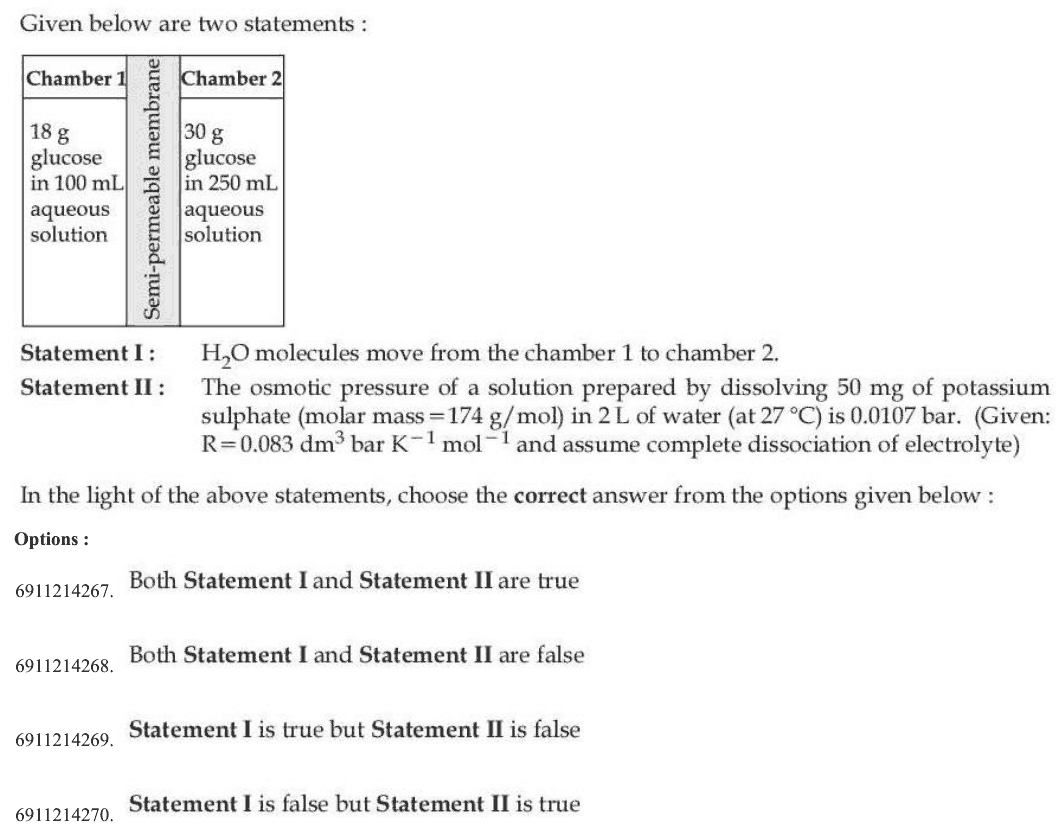 Given below are two statements :
Chamber 1
Semi-permeable membrane
Chamber 2
18 g
glucose
in 100 mL
aqueous
solution
30 g
glucose
in 250 mL
aqueous
solution
Statement I : H₂O molecules move from the chamber 1 to chamber 2.
Statement II : The osmotic pressure of a solution prepared by dissolving 50 mg of potassium
sulphate (molar mass = 174 g/mol) in 2 L of water (at 27 °C) is 0.0107 bar. (Given:
R = 0.083 dm³ bar K⁻¹ mol⁻¹ and assume complete dissociation of electrolyte)
In the light of the above statements, choose the correct answer from the options given below :
Options :
6911214267. Both Statement I and Statement II are true
6911214268. Both Statement I and Statement II are false
6911214269. Statement I is true but Statement II is false
6911214270. Statement I is false but Statement II is true